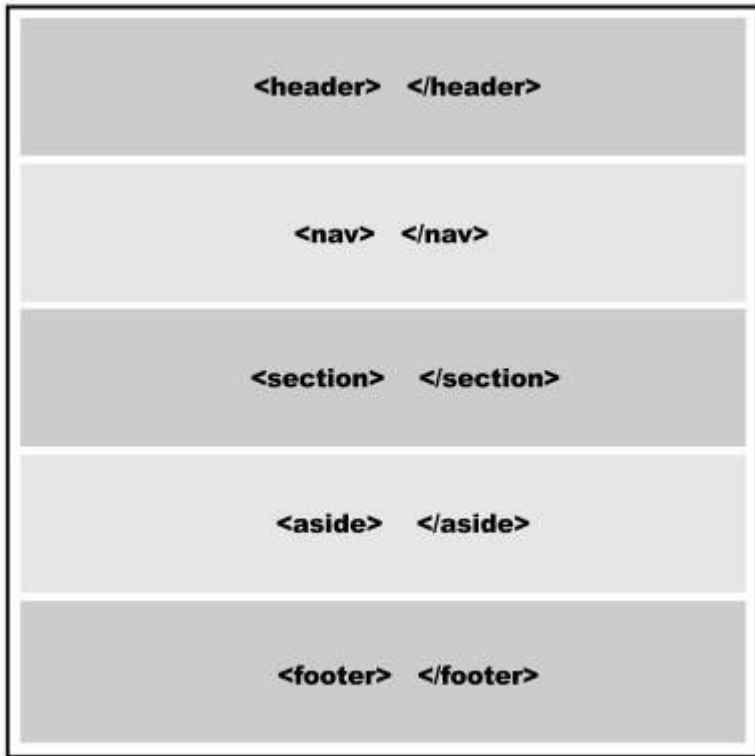 <header> </header>
<nav> </nav>
<section> </section>
<aside> </aside>
<footer> </footer>